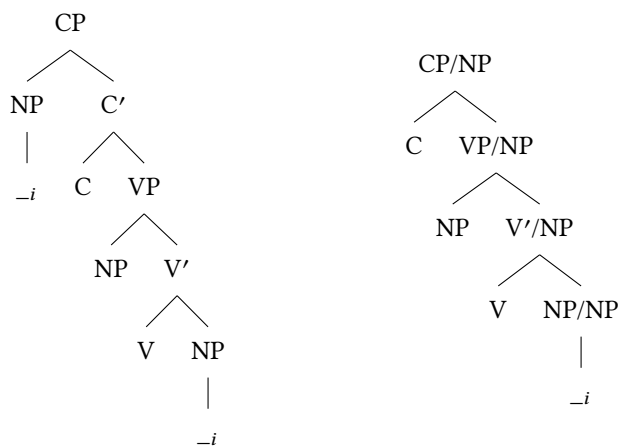 CP
CP/NP
NP C′
C VP/NP
_i C VP
NP V′/NP
NP V′
V NP/NP
V NP
_i
_i